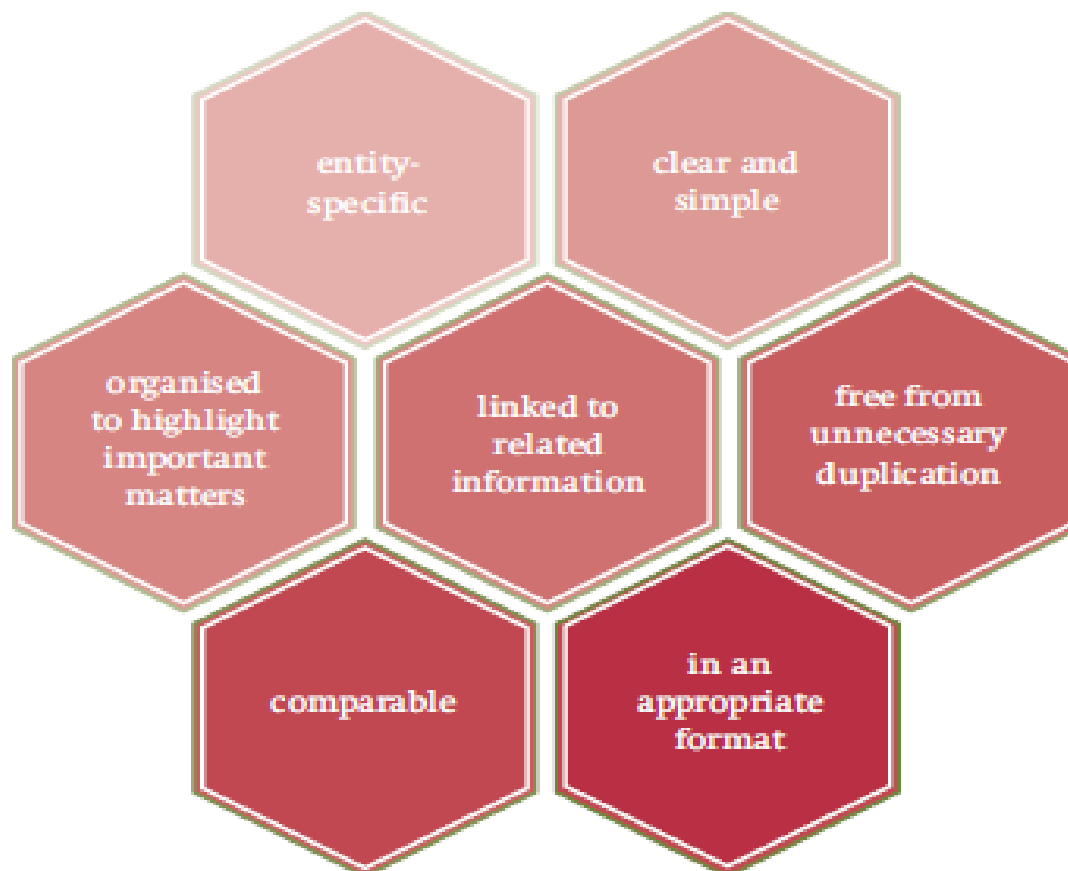 entity-
specific
clear and
simple
organised
to highlight
important
matters
linked to
related
information
free from
unnecessary
duplication
comparable
in an
appropriate
format